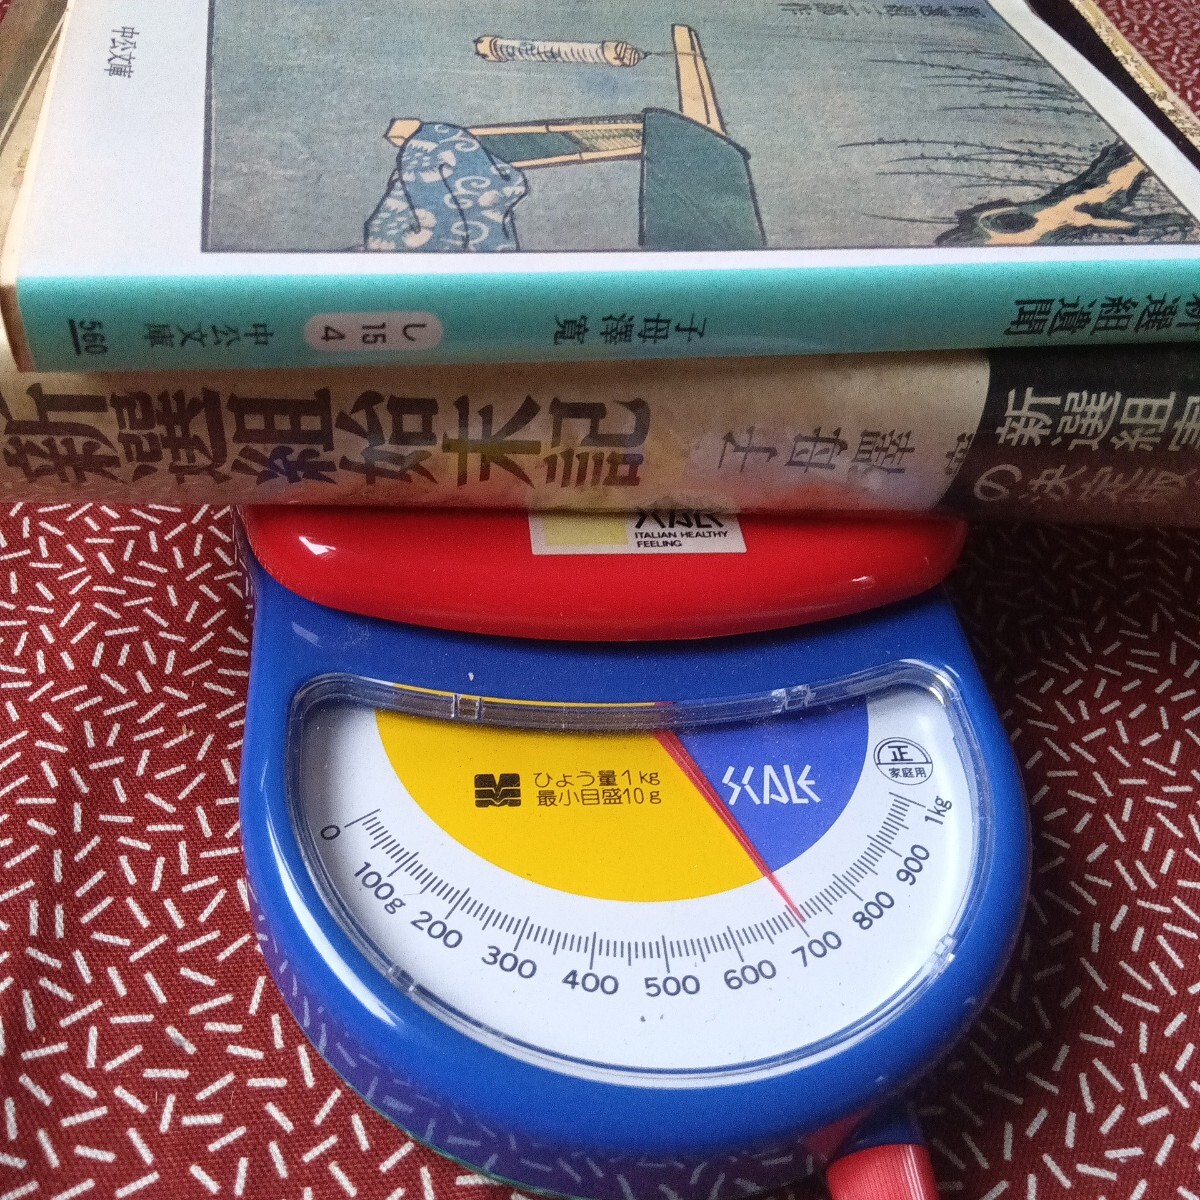 中公文庫
新選組遺聞
子母澤寛
し
15
4
中公文庫
560
新選組始末記
子母澤
新選組
の決定版
SCALE
ITALIAN HEALTHY
FEELING
ひょう量1kg
最小目盛10g
SCALE
正
家庭用
0
100g
200
300
400
500
600
700
800
900
1kg